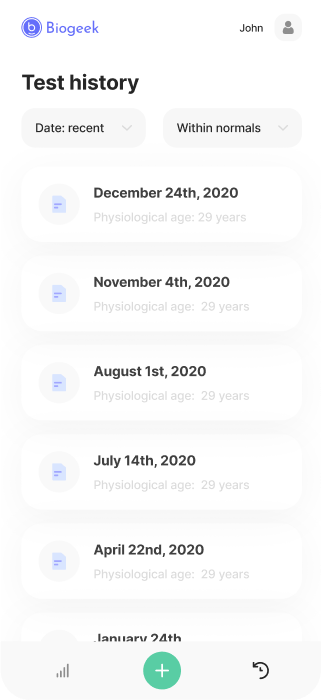 Biogeek
John
Test history
Date: recent
Within normals
December 24th, 2020
Physiological age: 29 years
November 4th, 2020
Physiological age:  29 years
August 1st, 2020
Physiological age:  29 years
July 14th, 2020
Physiological age:  29 years
April 22nd, 2020
Physiological age:  29 years
January 24th